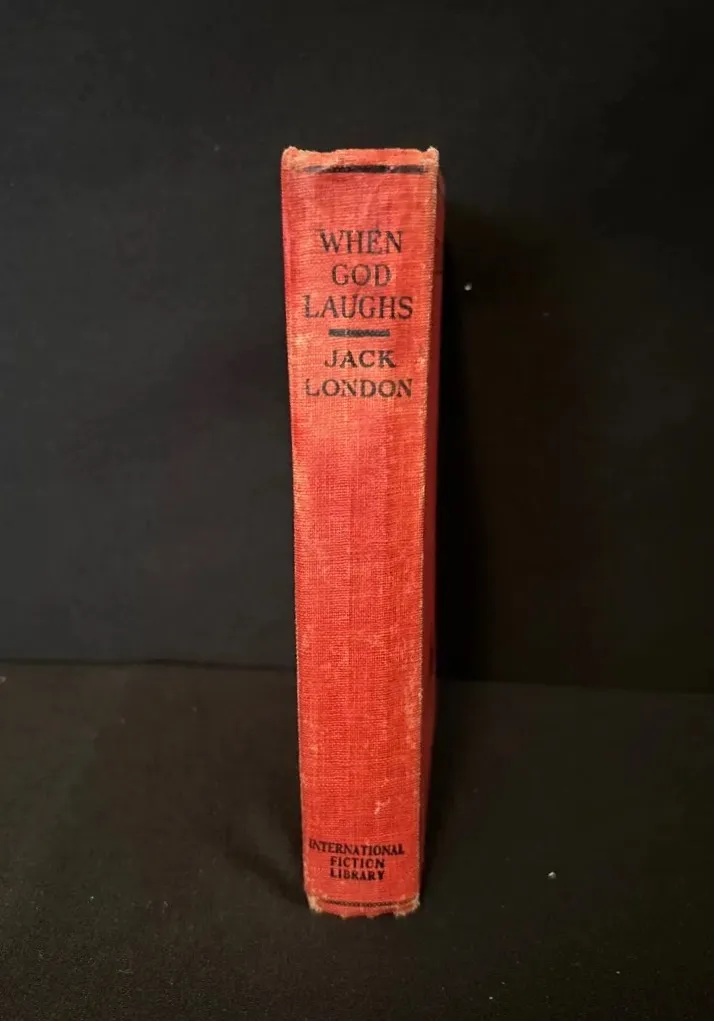 WHEN
GOD
LAUGHS
JACK
LONDON
INTERNATIONAL
FICTION
LIBRARY